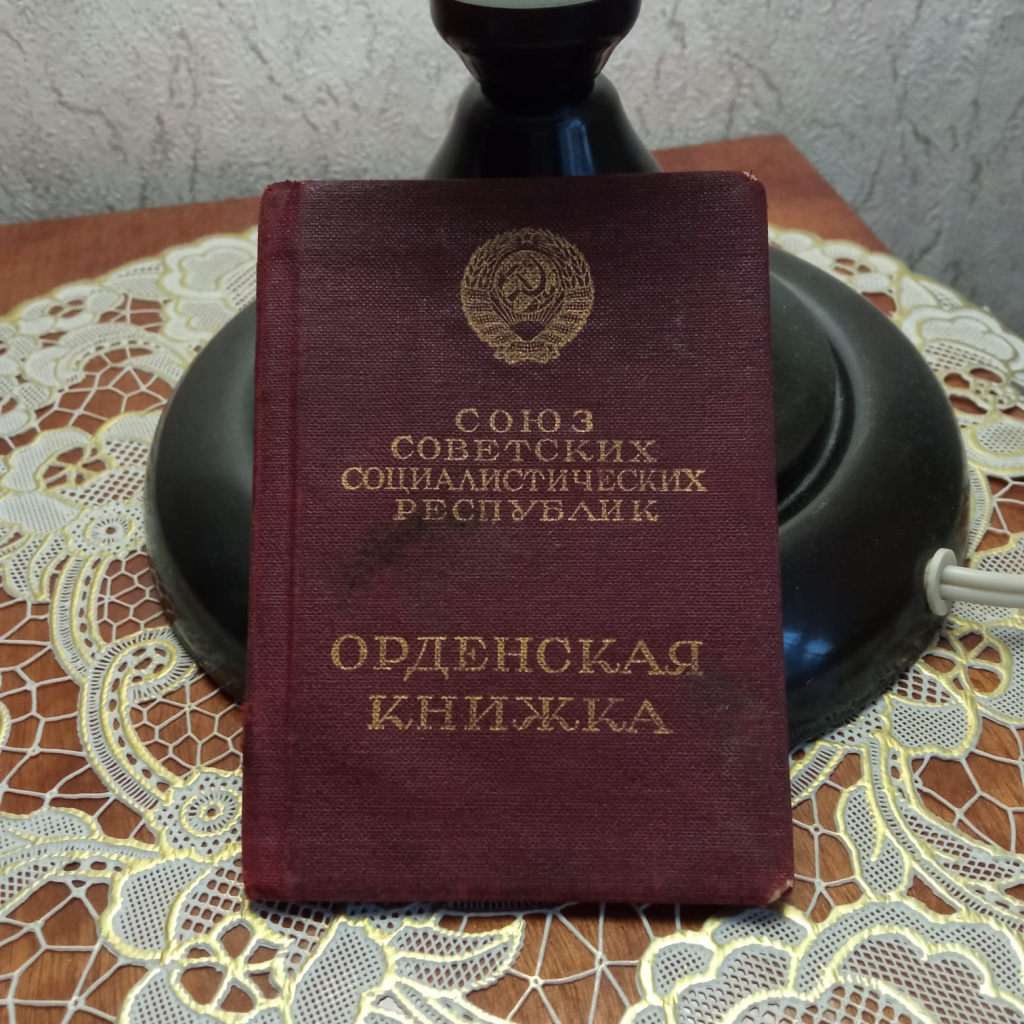 СОЮЗ
СОВЕТСКИХ
СОЦИАЛИСТИЧЕСКИХ
РЕСПУБЛИК
ОРДЕНСКАЯ
КНИЖКА